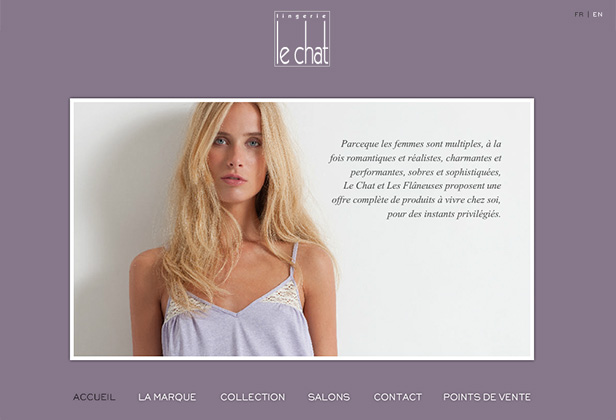 lingerie
le chat
FR | EN
Parceque les femmes sont multiples, à la
fois romantiques et réalistes, charmantes et
performantes, sobres et sophistiquées,
Le Chat et Les Flâneuses proposent une
offre complète de produits à vivre chez soi,
pour des instants privilégiés.
ACCUEIL LA MARQUE COLLECTION SALONS CONTACT POINTS DE VENTE